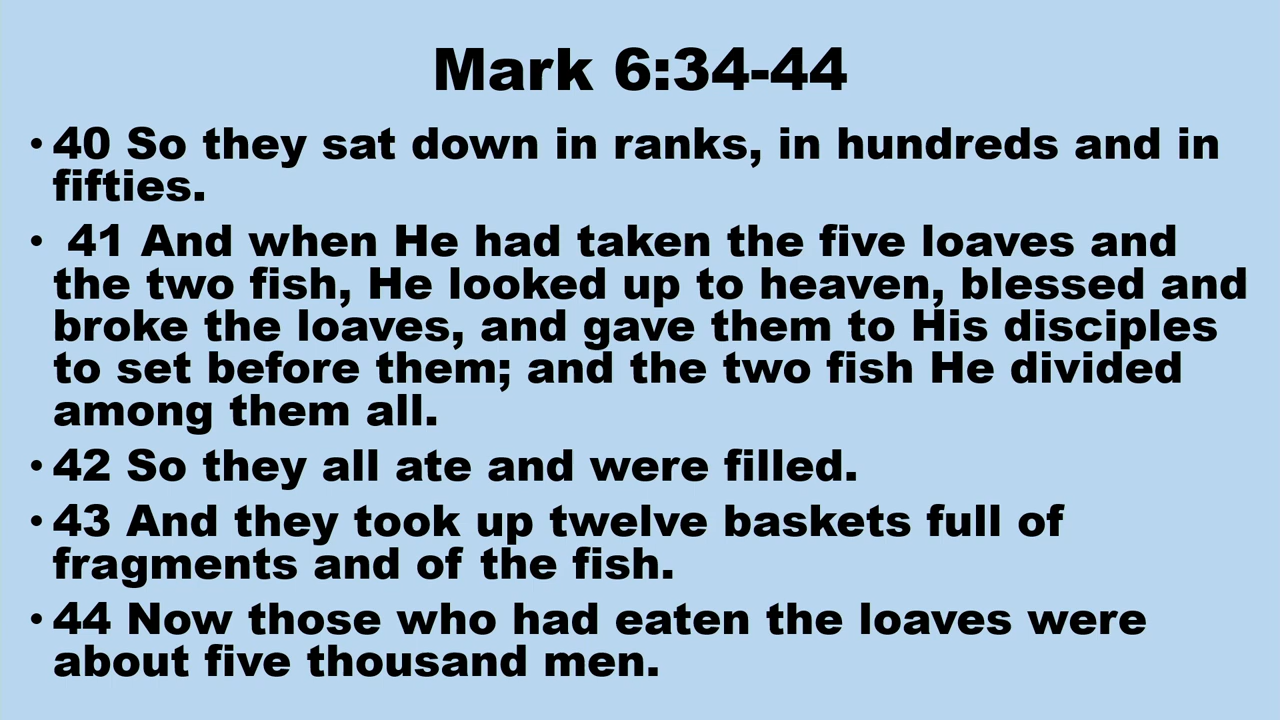 Mark 6:34-44
• 40 So they sat down in ranks, in hundreds and in
fifties.
• 41 And when He had taken the five loaves and
the two fish, He looked up to heaven, blessed and
broke the loaves, and gave them to His disciples
to set before them; and the two fish He divided
among them all.
• 42 So they all ate and were filled.
• 43 And they took up twelve baskets full of
fragments and of the fish.
• 44 Now those who had eaten the loaves were
about five thousand men.